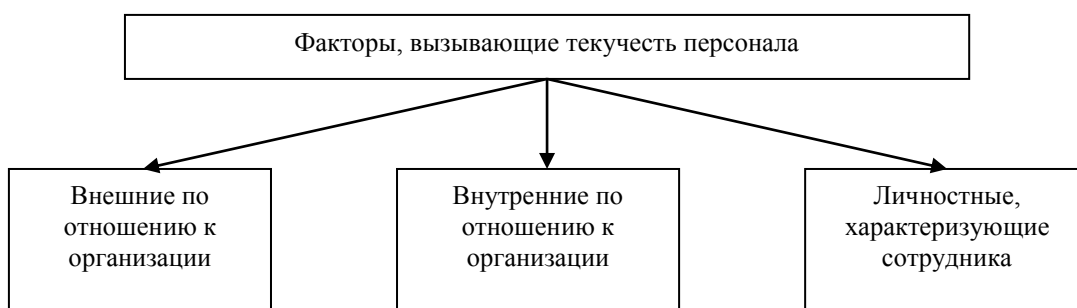 Факторы, вызывающие текучесть персонала
Внешние по
отношению к
организации
Внутренние по
отношению к
организации
Личностные,
характеризующие
сотрудника